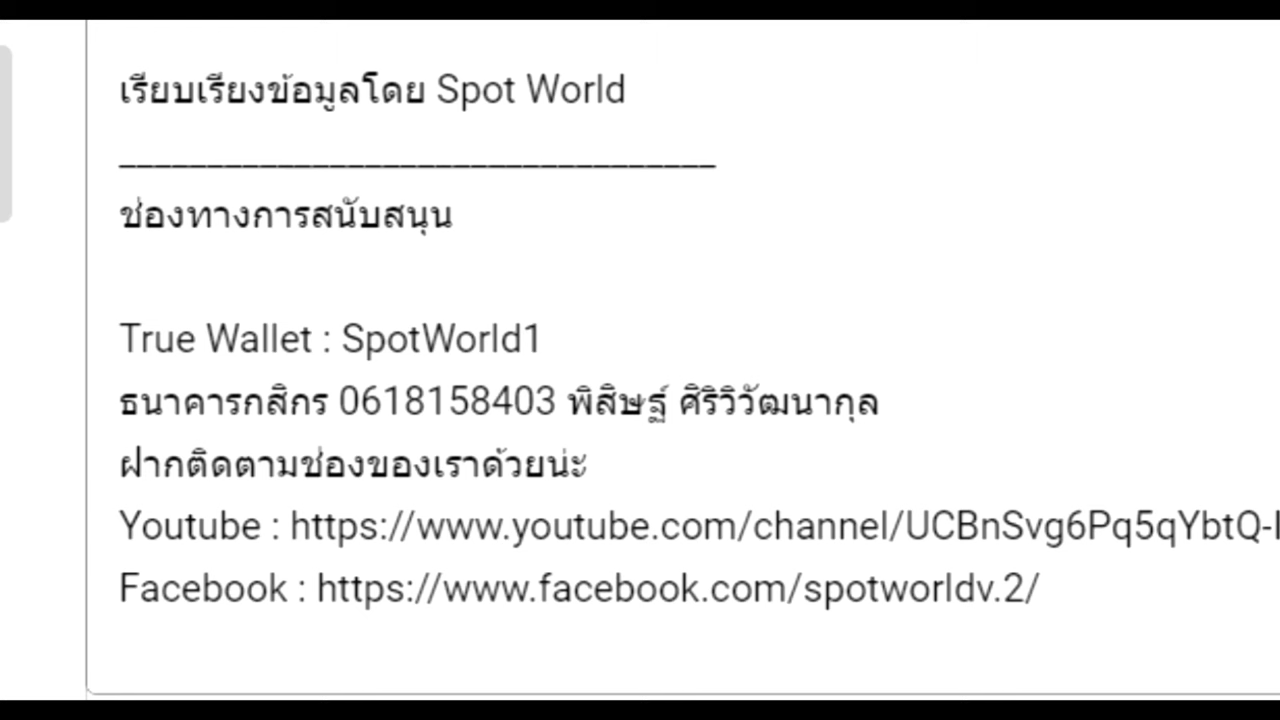 เรียบเรียงข้อมูลโดย Spot World
__________________________________
ช่องทางการสนับสนุน
True Wallet : SpotWorld1
ธนาคารกสิกร 0618158403 พิสิษฐ์ ศิริวิวัฒนากุล
ฝากติดตามช่องของเราด้วยน่ะ
Youtube : https://www.youtube.com/channel/UCBnSvg6Pq5qYbtQ-
Facebook : https://www.facebook.com/spotworldv.2/